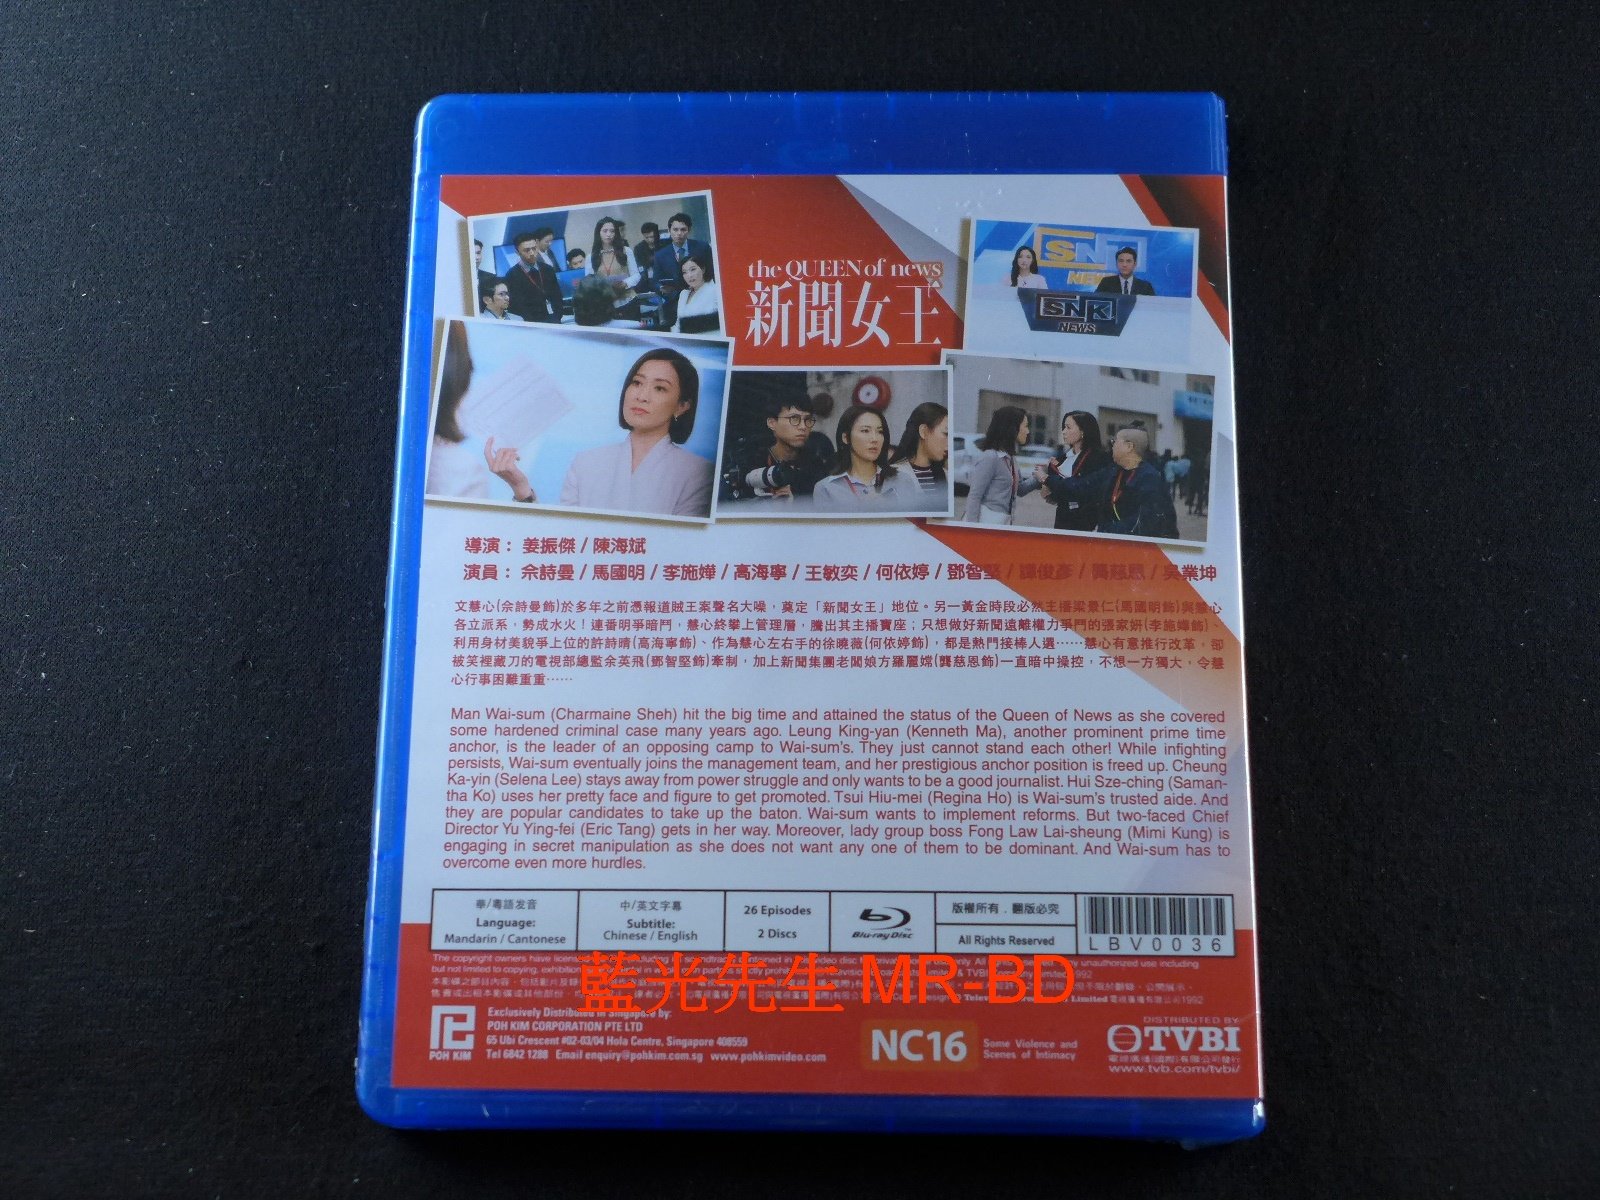 the QUEEN of news
新聞女王
SNK
NEWS
SNK
NEWS
導演： 姜振傑 / 陳海斌
演員： 佘詩曼 / 馬國明 / 李施嬅 / 高海寧 / 王敏奕 / 何依婷 / 鄧智堅 / 譚俊彥 / 龔慈恩 / 吳業坤
文慧心(佘詩曼飾)於多年之前憑報道賊王案聲名大噪，奠定「新聞女王」地位。另一黃金時段必然主播梁景仁(馬國明飾)與慧心
各立派系，勢成水火！連番明爭暗鬥，慧心終攀上管理層，騰出其主播寶座；只想做好新聞遠離權力爭鬥的張家妍(李施嬅飾)、
利用身材美貌爭上位的許詩晴(高海寧飾)、作為慧心左右手的徐曉薇(何依婷飾)，都是熱門接棒人選⋯⋯慧心有意推行改革，卻
被笑裡藏刀的電視部總監余英飛(鄧智堅飾)牽制，加上新聞集團老闆娘方羅麗嫦(龔慈恩飾)一直暗中操控，不想一方獨大，令慧
心行事困難重重⋯⋯
Man Wai-sum (Charmaine Sheh) hit the big time and attained the status of the Queen of News as she covered
some hardened criminal case many years ago. Leung King-yan (Kenneth Ma), another prominent prime time
anchor, is the leader of an opposing camp to Wai-sum's. They just cannot stand each other! While infighting
persists, Wai-sum eventually joins the management team, and her prestigious anchor position is freed up. Cheung
Ka-yin (Selena Lee) stays away from power struggle and only wants to be a good journalist. Hui Sze-ching (Saman-
tha Ko) uses her pretty face and figure to get promoted. Tsui Hiu-mei (Regina Ho) is Wai-sum's trusted aide. And
they are popular candidates to take up the baton. Wai-sum wants to implement reforms. But two-faced Chief
Director Yu Ying-fei (Eric Tang) gets in her way. Moreover, lady group boss Fong Law Lai-sheung (Mimi Kung) is
engaging in secret manipulation as she does not want any one of them to be dominant. And Wai-sum has to
overcome even more hurdles.
華/粵語发音
Language:
Mandarin / Cantonese
中/英文字幕
Subtitle:
Chinese / English
26 Episodes
2 Discs
Blu-ray Disc
版權所有 . 翻版必究
All Rights Reserved
LBV0036
The copyright owners have
unauthorized use including
but not limited to copying,
1992
藍光先生 MR-BD
POH KIM
Exclusively Distributed in Singapore by:
POH KIM CORPORATION PTE LTD
65 Ubi Crescent #02-03/04 Hola Centre, Singapore 408559
Tel 6842 1288 Email enquiry@pohkim.com.sg www.pohkimvideo.com
NC16
Some Violence and
Scenes of Intimacy
DISTRIBUTED BY
TVBI
電視廣播(國際)有限公司發行
www.tvb.com/tvbi/